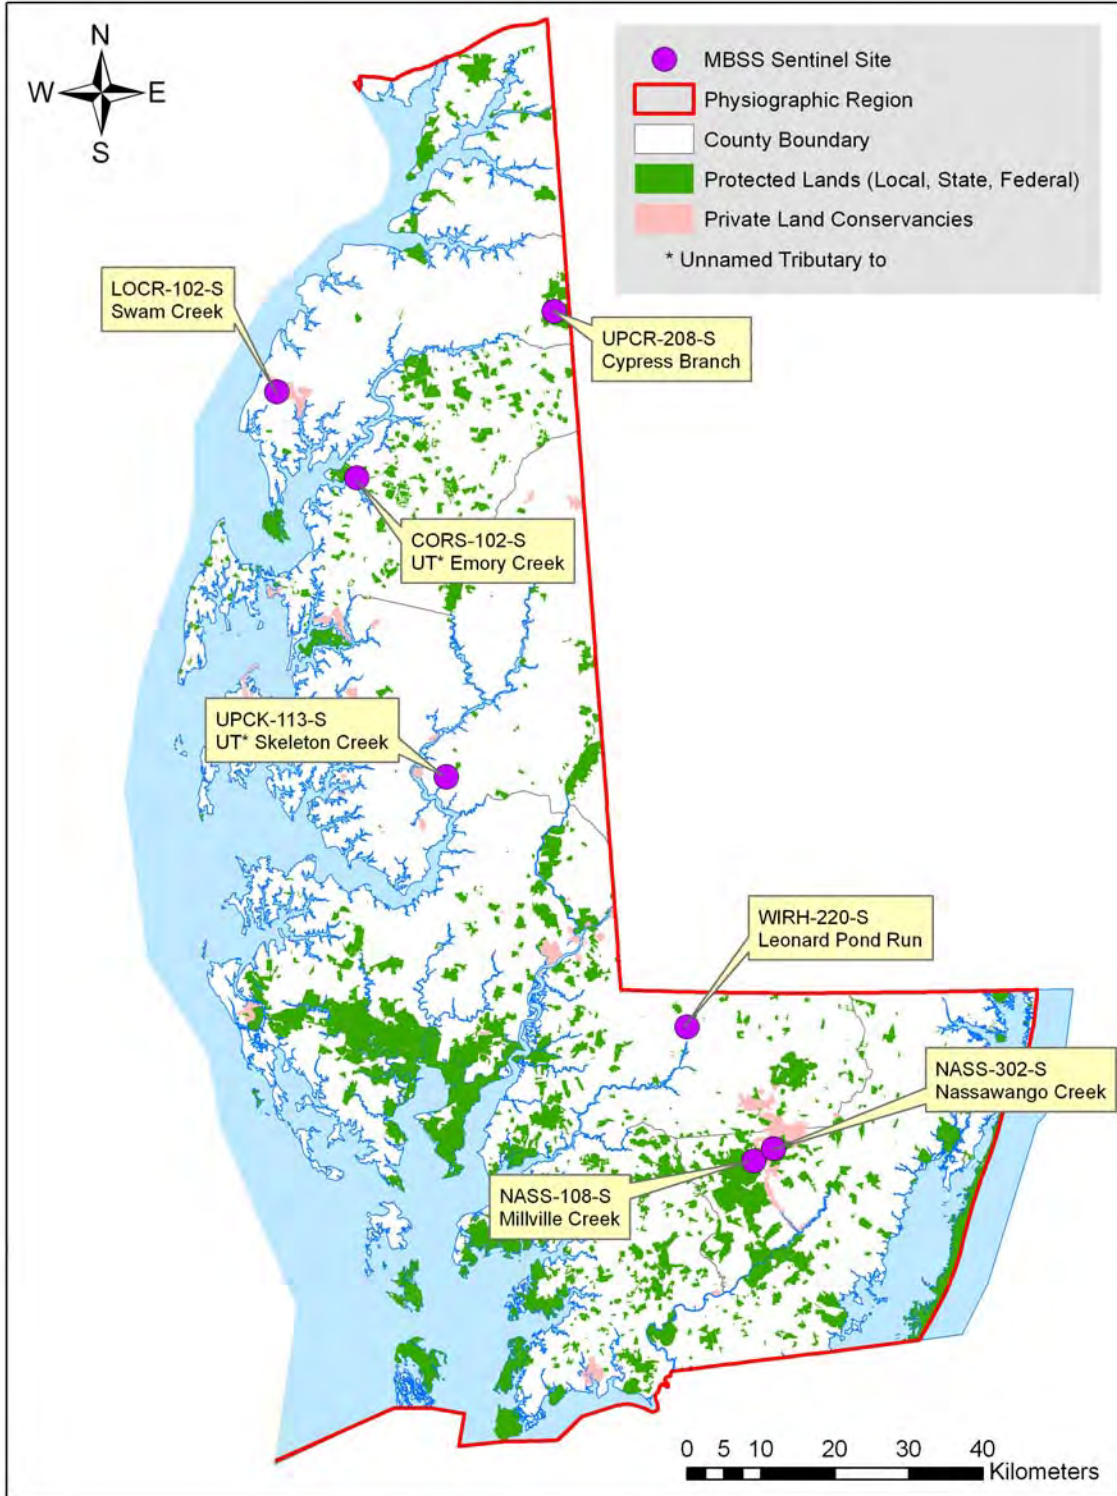 N
W E
S
MBSS Sentinel Site
Physiographic Region
County Boundary
Protected Lands (Local, State, Federal)
Private Land Conservancies
* Unnamed Tributary to
LOCR-102-S
Swam Creek
UPCR-208-S
Cypress Branch
CORS-102-S
UT* Emory Creek
UPCK-113-S
UT* Skeleton Creek
WIRH-220-S
Leonard Pond Run
NASS-302-S
Nassawango Creek
NASS-108-S
Millville Creek
0 5 10 20 30 40
Kilometers